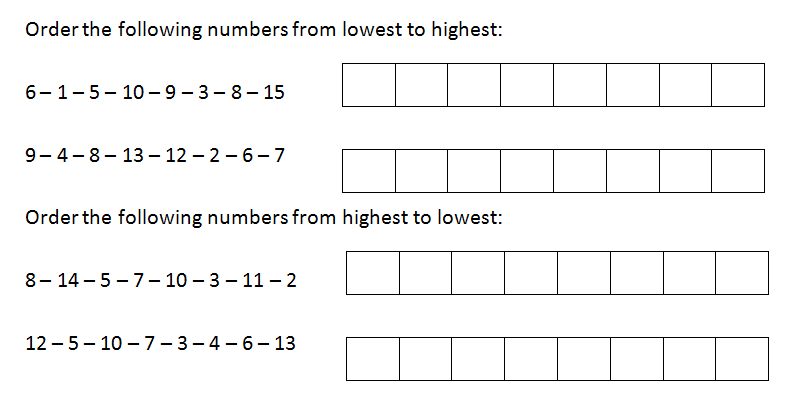 Order the following numbers from lowest to highest:
6 – 1 – 5 – 10 – 9 – 3 – 8 – 15
9 – 4 – 8 – 13 – 12 – 2 – 6 – 7
Order the following numbers from highest to lowest:
8 – 14 – 5 – 7 – 10 – 3 – 11 – 2
12 – 5 – 10 – 7 – 3 – 4 – 6 – 13